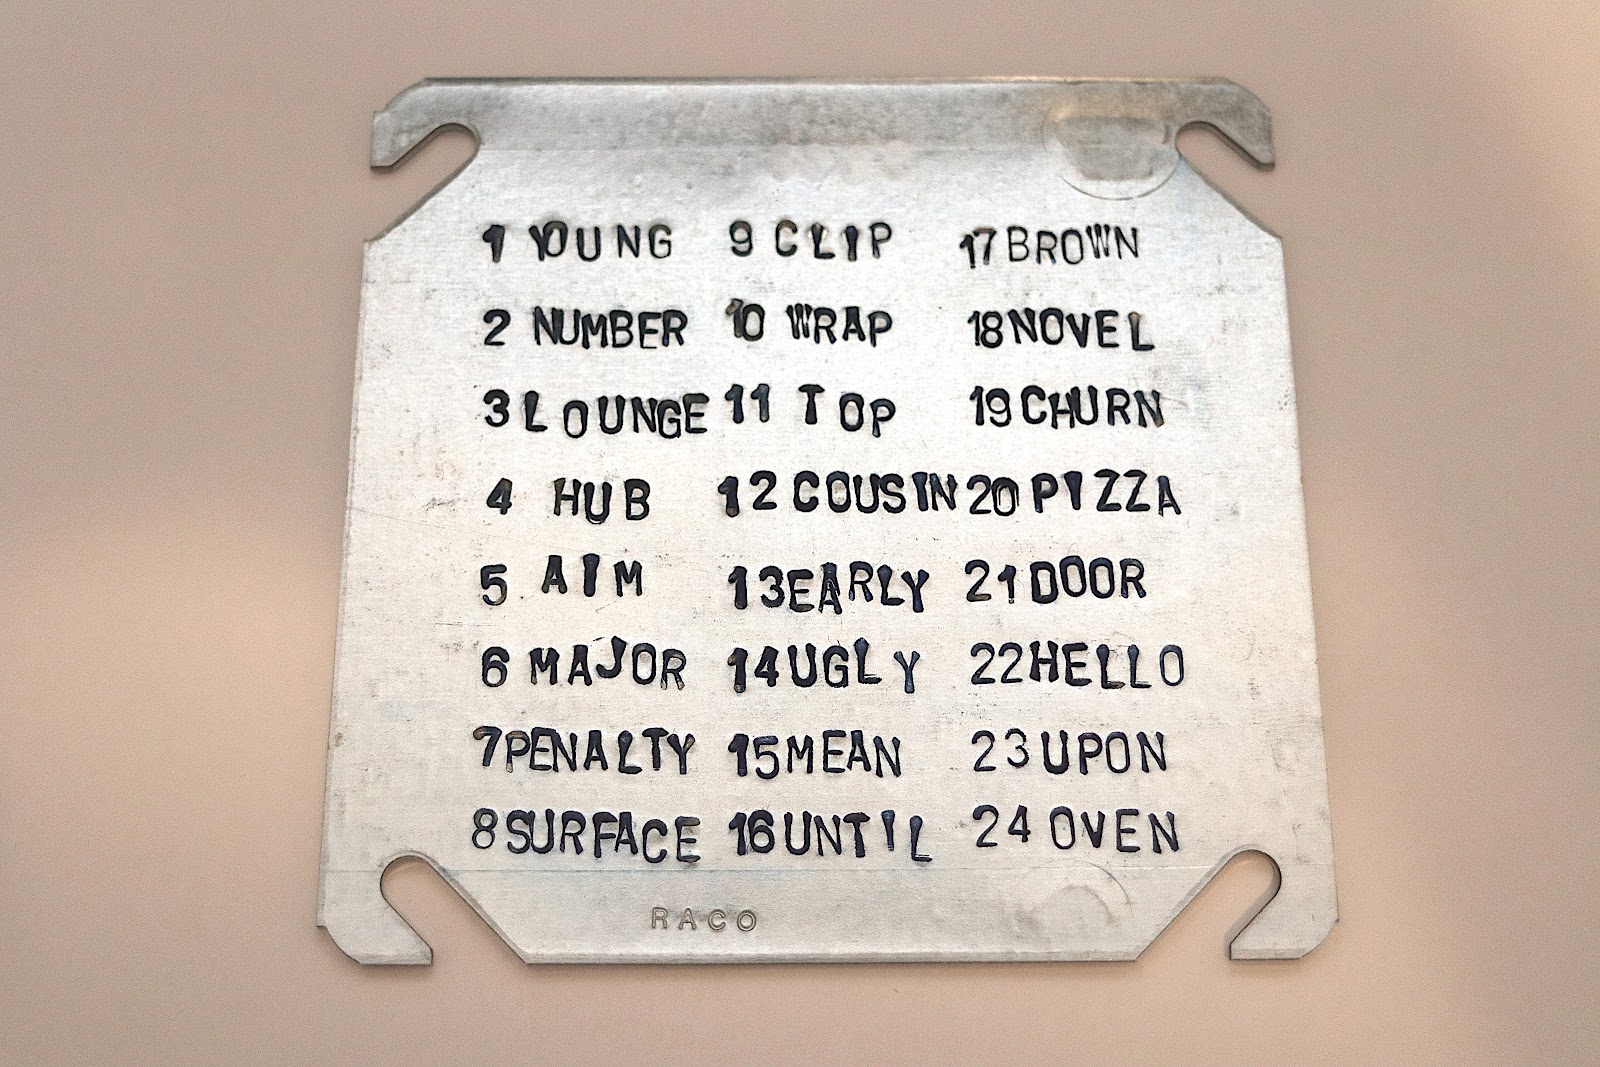 1 YOUNG
2 NUMBER
3 LOUNGE
4 HUB
5 AIM
6 MAJOR
7 PENALTY
8 SURFACE
9 CLIP
10 WRAP
11 TOP
12 COUSIN
13 EARLY
14 UGLY
15 MEAN
16 UNTIL
17 BROWN
18 NOVEL
19 CHURN
20 PIZZA
21 DOOR
22 HELLO
23 UPON
24 OVEN
RACO